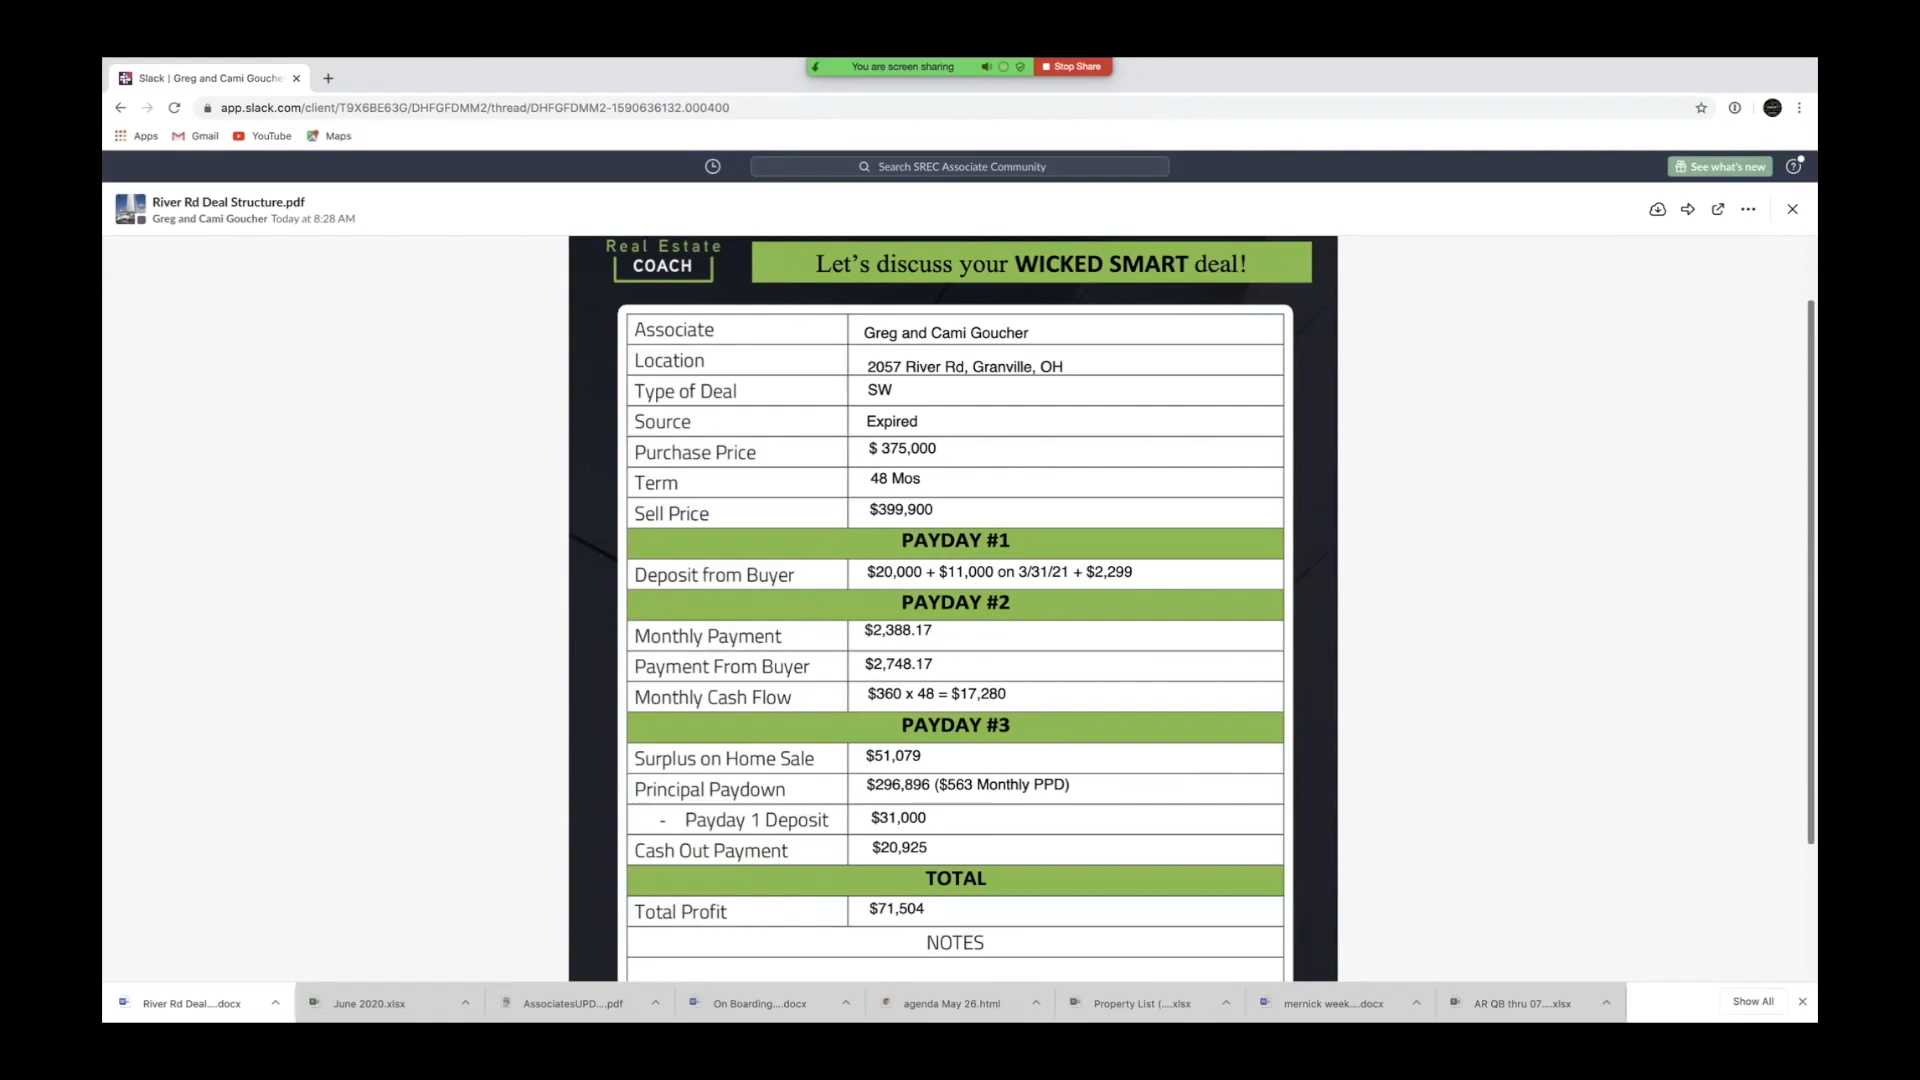 Slack | Greg and Cami Gouche
You are screen sharing
Stop Share
app.slack.com/client/T9X6BE63G/DHFGFDMM2/thread/DHFGFDMM2-1590636132.000400
Apps
Gmail
YouTube
Maps
Search SREC Associate Community
See what's new
River Rd Deal Structure.pdf
Greg and Cami Goucher Today at 8:28 AM
Real Estate
COACH
Let's discuss your WICKED SMART deal!
Associate Greg and Cami Goucher
Location 2057 River Rd, Granville, OH
Type of Deal SW
Source Expired
Purchase Price $ 375,000
Term 48 Mos
Sell Price $399,900
PAYDAY #1
Deposit from Buyer $20,000 + $11,000 on 3/31/21 + $2,299
PAYDAY #2
Monthly Payment $2,388.17
Payment From Buyer $2,748.17
Monthly Cash Flow $360 x 48 = $17,280
PAYDAY #3
Surplus on Home Sale $51,079
Principal Paydown $296,896 ($563 Monthly PPD)
- Payday 1 Deposit $31,000
Cash Out Payment $20,925
TOTAL
Total Profit $71,504
NOTES
River Rd Deal....docx
June 2020.xlsx
AssociatesUPD....pdf
On Boarding....docx
agenda May 26.html
Property List (....xlsx
mernick week....docx
AR QB thru 07....xlsx
Show All